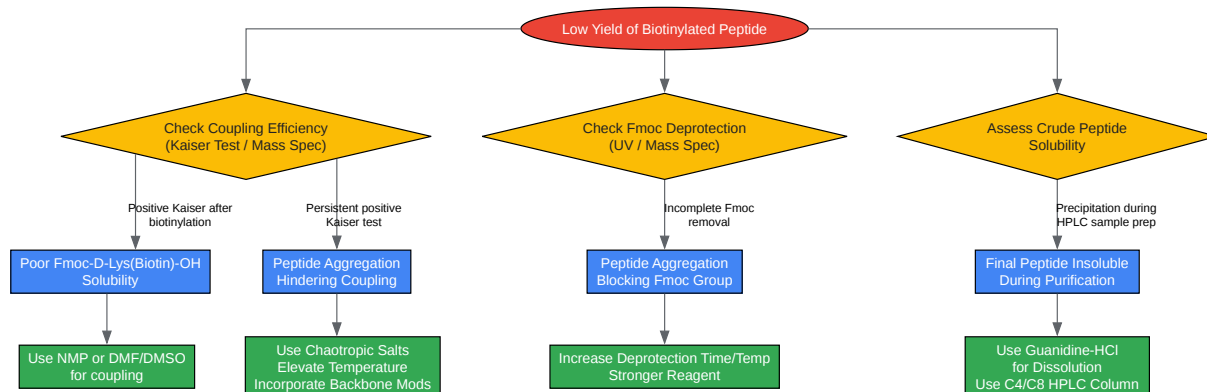 Low Yield of Biotinylated Peptide
Check Coupling Efficiency
(Kaiser Test / Mass Spec)
Check Fmoc Deprotection
(UV / Mass Spec)
Assess Crude Peptide
Solubility
Positive Kaiser after
biotinylation
Persistent positive
Kaiser test
Incomplete Fmoc
removal
Precipitation during
HPLC sample prep
Poor Fmoc-D-Lys(Biotin)-OH
Solubility
Peptide Aggregation
Hindering Coupling
Peptide Aggregation
Blocking Fmoc Group
Final Peptide Insoluble
During Purification
Use NMP or DMF/DMSO
for coupling
Use Chaotropic Salts
Elevate Temperature
Incorporate Backbone Mods
Increase Deprotection Time/Temp
Stronger Reagent
Use Guanidine-HCl
for Dissolution
Use C4/C8 HPLC Column